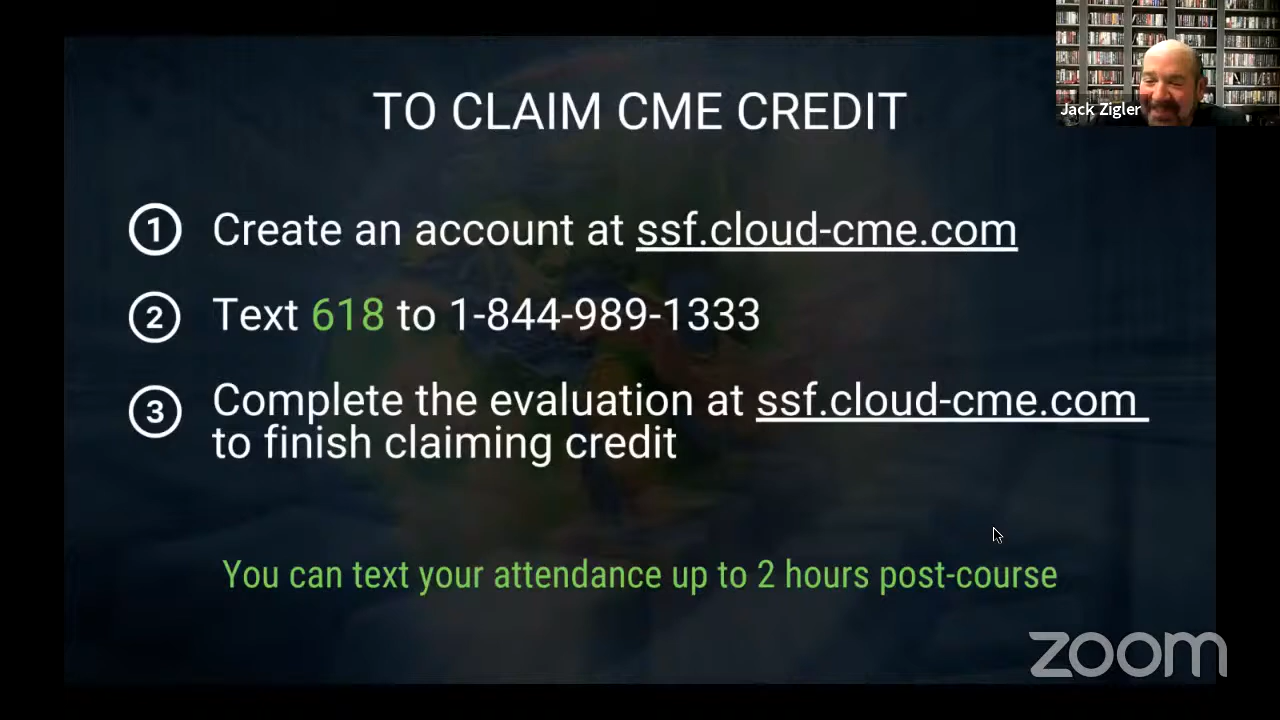 TO CLAIM CME CREDIT
Jack Zigler
1 Create an account at ssf.cloud-cme.com
2 Text 618 to 1-844-989-1333
3 Complete the evaluation at ssf.cloud-cme.com
to finish claiming credit
You can text your attendance up to 2 hours post-course
zoom